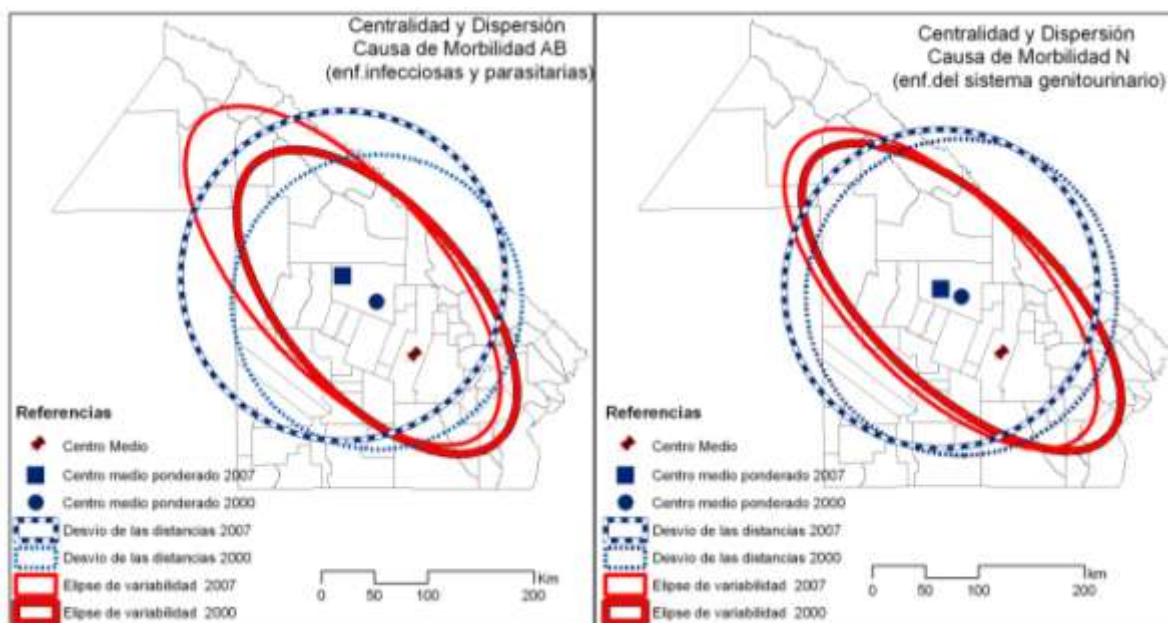 Centralidad y Dispersión
Causa de Morbilidad AB
(enf.infecciosas y parasitarias)
Referencias
Centro Medio
Centro medio ponderado 2007
Centro medio ponderado 2000
Desvío de las distancias 2007
Desvío de las distancias 2000
Elipse de variabilidad 2007
Elipse de variabilidad 2000
Km
0 50 100 200
Centralidad y Dispersión
Causa de Morbilidad N
(enf.del sistema genitourinario)
Referencias
Centro Medio
Centro medio ponderado 2007
Centro medio ponderado 2000
Desvío de las distancias 2007
Desvío de las distancias 2000
Elipse de variabilidad 2007
Elipse de variabilidad 2000
km
0 50 100 200